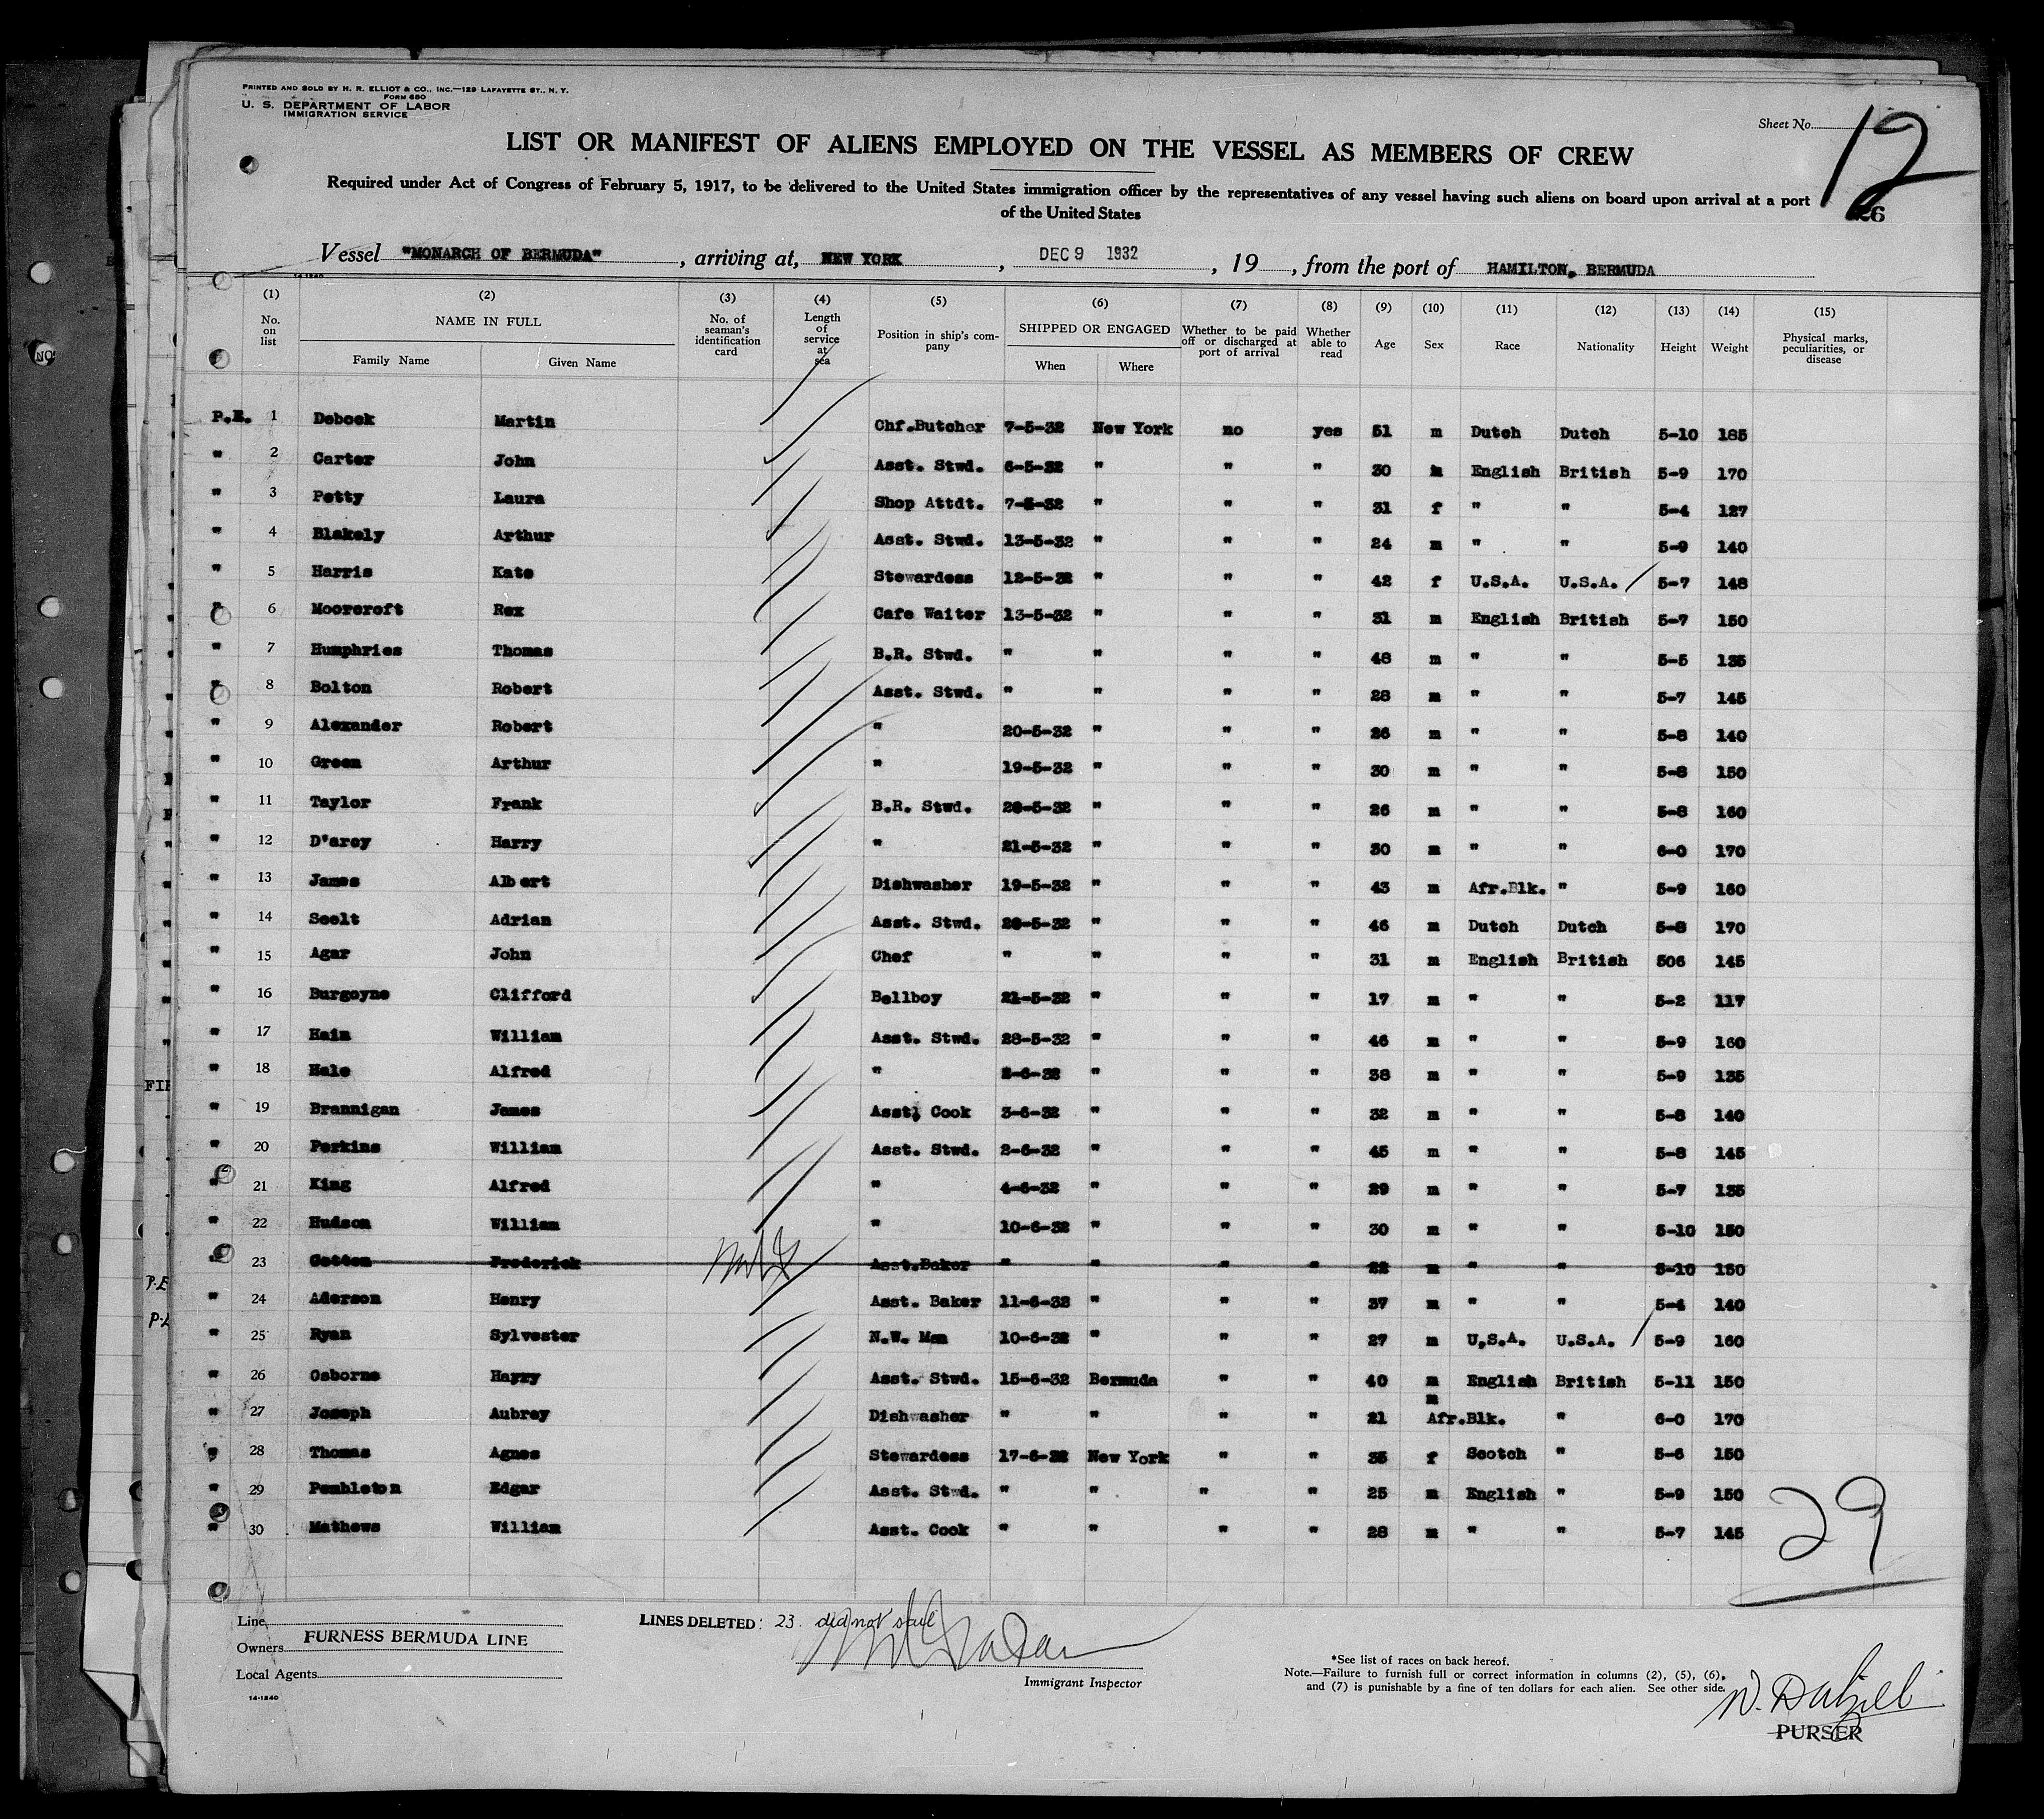 PRINTED AND SOLD BY H. R. ELLIOT & CO., INC.—129 LAFAYETTE ST., N. Y.
FORM 680
U. S. DEPARTMENT OF LABOR
IMMIGRATION SERVICE
Sheet No. 12
LIST OR MANIFEST OF ALIENS EMPLOYED ON THE VESSEL AS MEMBERS OF CREW
Required under Act of Congress of February 5, 1917, to be delivered to the United States immigration officer by the representatives of any vessel having such aliens on board upon arrival at a port
of the United States
26
Vessel "MONARCH OF BERMUDA", arriving at, NEW YORK, DEC 9 1932, 19, from the port of HAMILTON, BERMUDA
14-1240
(1) (2) (3) (4) (5) (6) (7) (8) (9) (10) (11) (12) (13) (14) (15)
No. on list NAME IN FULL Family Name Given Name No. of seaman's identification card Length of service at sea Position in ship's company SHIPPED OR ENGAGED When Where Whether to be paid off or discharged at port of arrival Whether able to read Age Sex Race Nationality Height Weight Physical marks, peculiarities, or disease
P.E. 1 Debock Martin Chf.Butcher 7-5-32 New York no yes 51 m Dutch Dutch 5-10 185
" 2 Carter John Asst. Stwd. 6-5-32 " " " 30 m English British 5-9 170
" 3 Petty Laura Shop Attdt. 7-5-32 " " " 31 f " " 5-4 127
" 4 Blakely Arthur Asst. Stwd. 13-5-32 " " " 24 m " " 5-9 140
" 5 Harris Kate Stewardess 12-5-32 " " " 42 f U.S.A. U.S.A. 5-7 148
" 6 Moorcroft Rex Cafe Waiter 13-5-32 " " " 31 m English British 5-7 150
" 7 Humphries Thomas B.R. Stwd. " " " " 48 m " " 5-5 135
" 8 Bolton Robert Asst. Stwd. " " " " 28 m " " 5-7 145
" 9 Alexander Robert " 20-5-32 " " " 26 m " " 5-8 140
" 10 Green Arthur " 19-5-32 " " " 30 m " " 5-8 150
" 11 Taylor Frank B.R. Stwd. 20-5-32 " " " 26 m " " 5-8 160
" 12 D'arcy Harry " 21-5-32 " " " 30 m " " 6-0 170
" 13 James Albert Dishwasher 19-5-32 " " " 43 m Afr.Blk. " 5-9 160
" 14 Seelt Adrian Asst. Stwd. 20-5-32 " " " 46 m Dutch Dutch 5-8 170
" 15 Agar John Chef " " " " 31 m English British 506 145
" 16 Burgoyne Clifford Bellboy 21-5-32 " " " 17 m " " 5-2 117
" 17 Hain William Asst. Stwd. 28-5-32 " " " 46 m " " 5-9 160
" 18 Hale Alfred " 2-6-32 " " " 38 m " " 5-9 135
" 19 Brannigan James Asst. Cook 3-6-32 " " " 32 m " " 5-8 140
" 20 Perkins William Asst. Stwd. 2-6-32 " " " 45 m " " 5-8 145
" 21 King Alfred " 4-6-32 " " " 29 m " " 5-7 135
" 22 Hudson William " 10-6-32 " " " 30 m " " 5-10 150
" 23 Cotton Frederick Asst.Baker " " " " 22 m " " 5-10 150
" 24 Aderson Henry Asst. Baker 11-6-32 " " " 37 m " " 5-4 140
" 25 Ryan Sylvester N.W. Man 10-6-32 " " " 27 m U.S.A. U.S.A. 5-9 160
" 26 Osborne Harry Asst. Stwd. 15-6-32 Bermuda " " 40 m English British 5-11 150
" 27 Joseph Aubrey Dishwasher " " " " 21 m Afr.Blk. " 6-0 170
" 28 Thomas Agnes Stewardess 17-6-32 New York " " 35 f Scotch " 5-6 150
" 29 Pembleton Edgar Asst. Stwd. " " " " 25 m English " 5-9 150
" 30 Mathews William Asst. Cook " " " " 28 m " " 5-7 145
29
Line
Owners FURNESS BERMUDA LINE
Local Agents
14-1240
LINES DELETED: 23. did not sail
Immigrant Inspector
*See list of races on back hereof.
Note.—Failure to furnish full or correct information in columns (2), (5), (6), and (7) is punishable by a fine of ten dollars for each alien. See other side.
W. Dalziell
PURSER